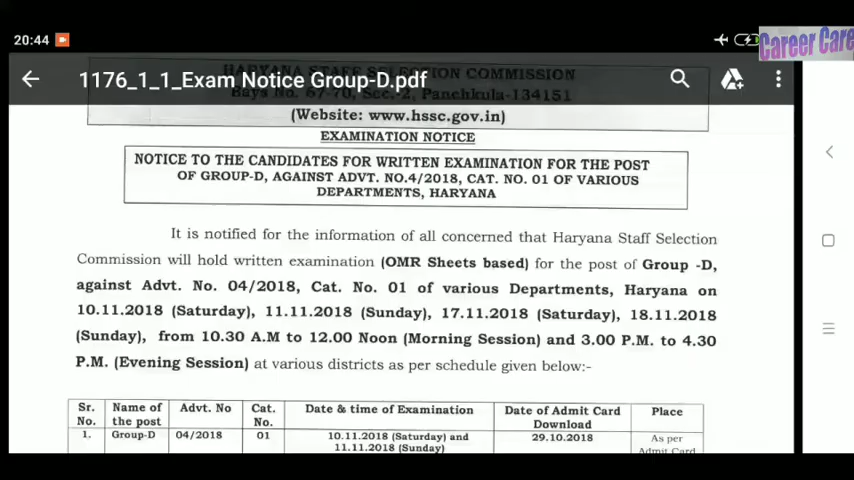 20:44
Career Care
1176_1_1_Exam Notice Group-D.pdf
HARYANA STAFF SELECTION COMMISSION
Bays No. 67-70, Sec.-2, Panchkula-134151
(Website: www.hssc.gov.in)
EXAMINATION NOTICE
NOTICE TO THE CANDIDATES FOR WRITTEN EXAMINATION FOR THE POST
OF GROUP-D, AGAINST ADVT. NO.4/2018, CAT. NO. 01 OF VARIOUS
DEPARTMENTS, HARYANA
It is notified for the information of all concerned that Haryana Staff Selection
Commission will hold written examination (OMR Sheets based) for the post of Group -D,
against Advt. No. 04/2018, Cat. No. 01 of various Departments, Haryana on
10.11.2018 (Saturday), 11.11.2018 (Sunday), 17.11.2018 (Saturday), 18.11.2018
(Sunday), from 10.30 A.M to 12.00 Noon (Morning Session) and 3.00 P.M. to 4.30
P.M. (Evening Session) at various districts as per schedule given below:-
Sr. No. Name of the post Advt. No Cat. No. Date & time of Examination Date of Admit Card Download Place
1. Group-D 04/2018 01 10.11.2018 (Saturday) and 29.10.2018 As per
11.11.2018 (Sunday) Admit Card